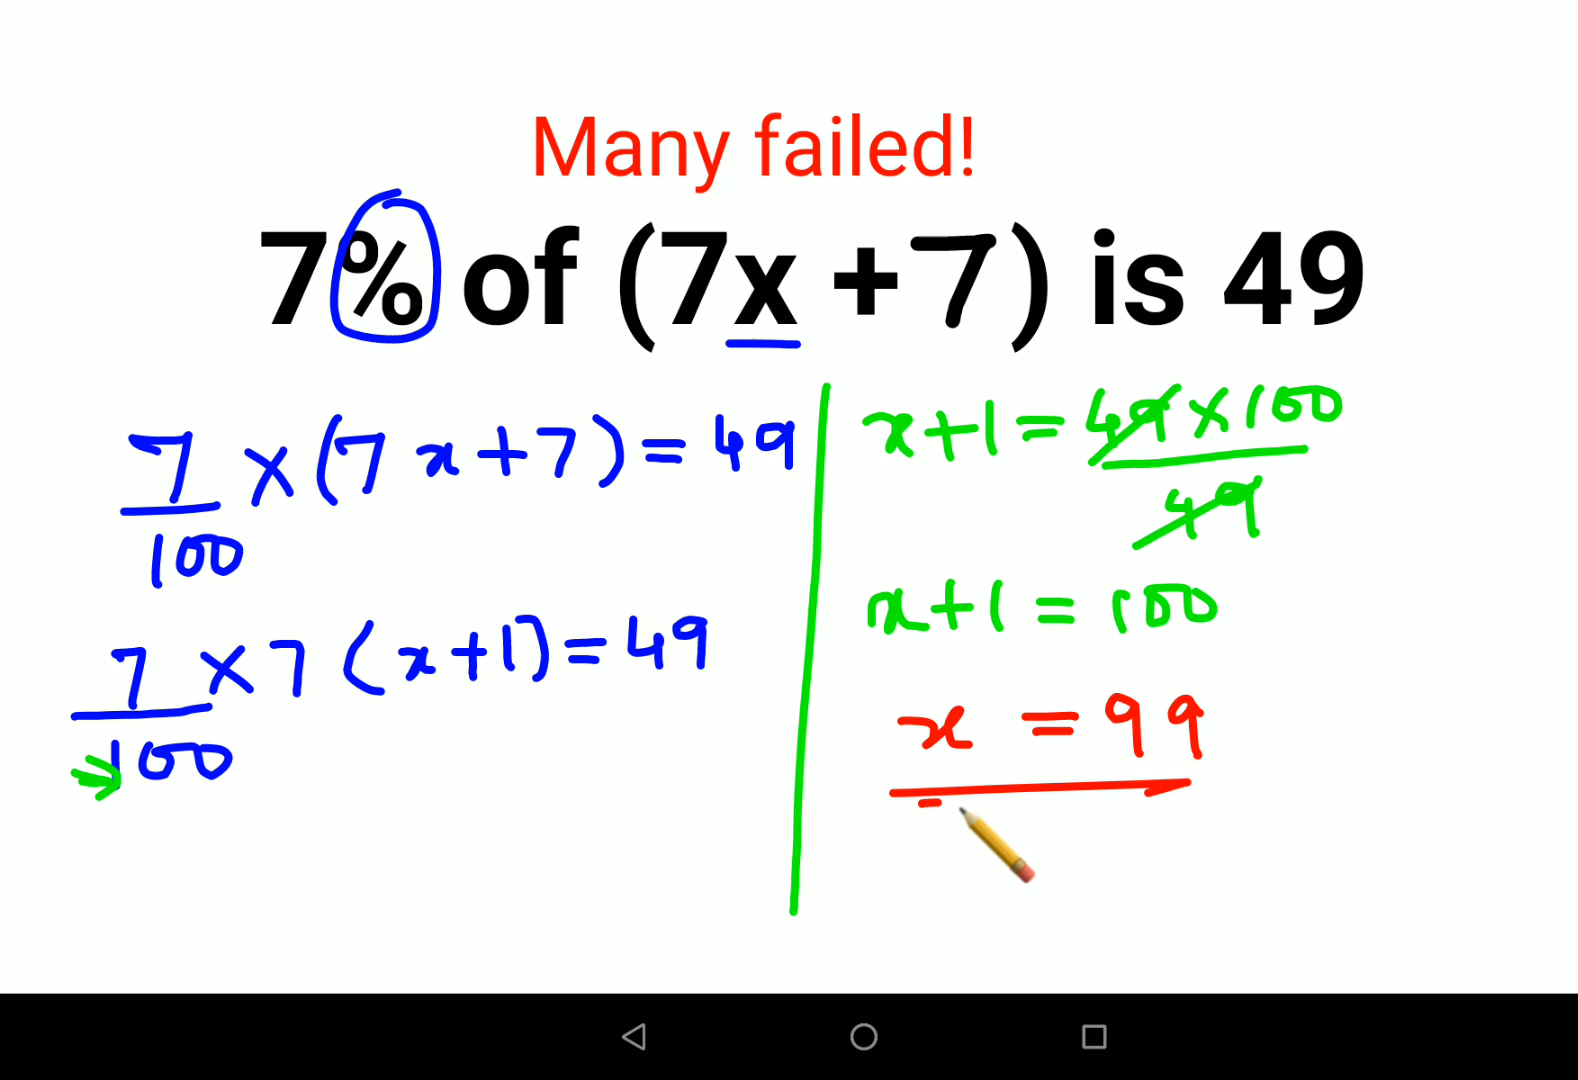 Many failed!
7% of (7x + 7) is 49
7/100 × (7x + 7) = 49
7/100 × 7 (x + 1) = 49
x + 1 = 49 × 100 / 49
x + 1 = 100
x = 99